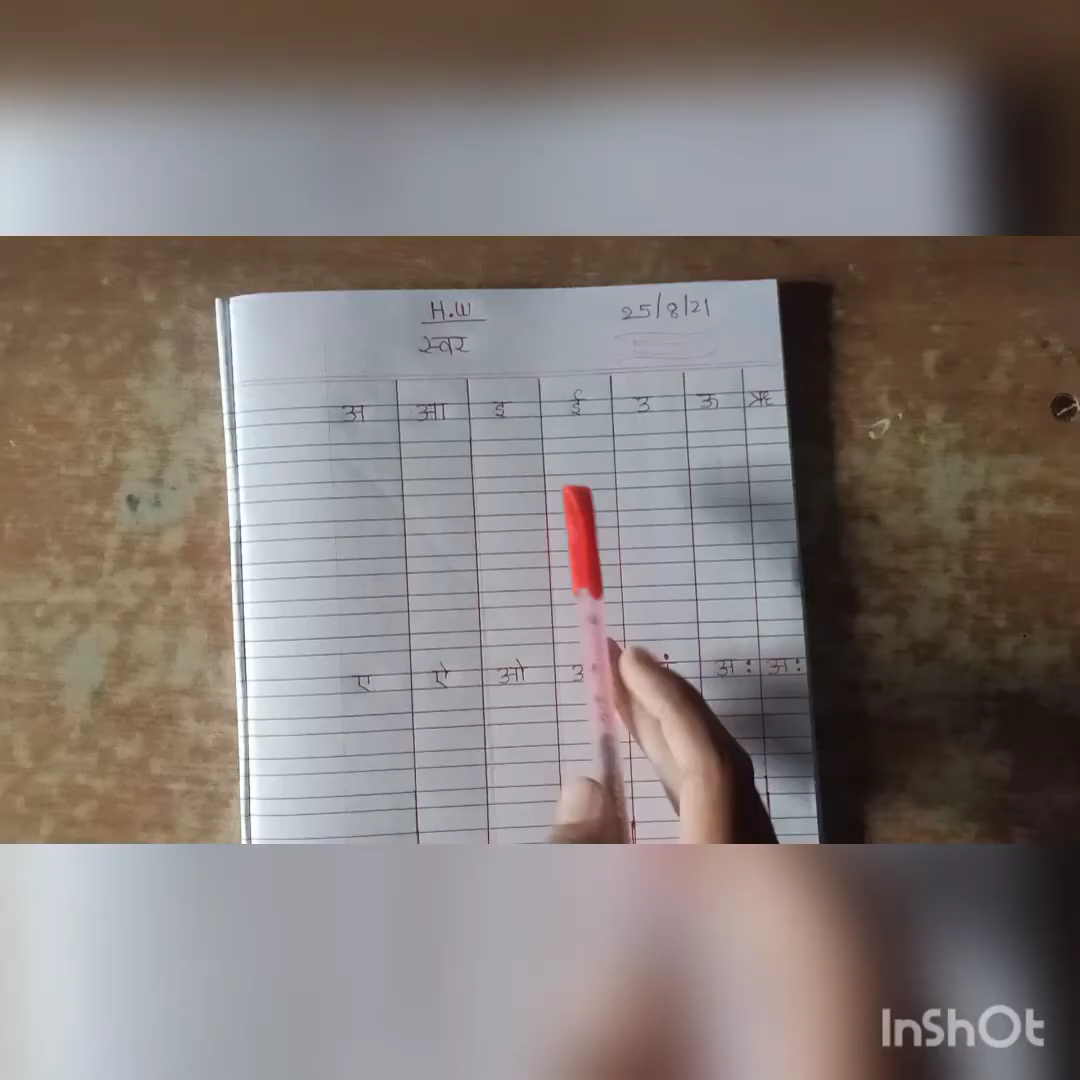 H.W 25/8/21
स्वर
अ आ इ ई उ ऊ ऋ
ए ऐ ओ अः अः
InShOt